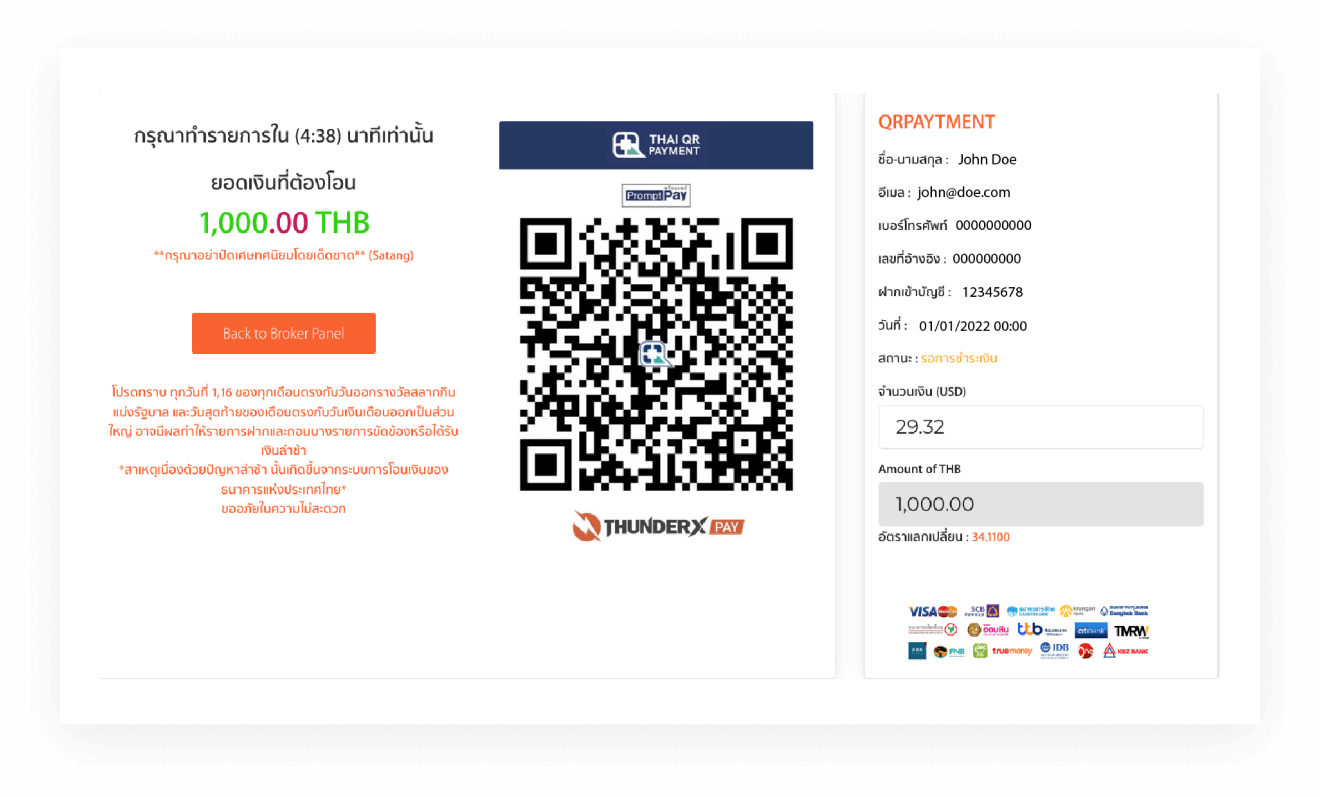 กรุณาทำรายการใน (4:38) นาทีเท่านั้น
ยอดเงินที่ต้องโอน
1,000.00 THB
**กรุณาอย่าปัดเศษทศนิยมโดยเด็ดขาด** (Satang)
Back to Broker Panel
โปรดทราบ ทุกวันที่ 1,16 ของทุกเดือนตรงกับวันออกรางวัลสลากกิน
แบ่งรัฐบาล และวันสุดท้ายของเดือนตรงกับวันเงินเดือนออกเป็นส่วน
ใหญ่ อาจมีผลทำให้รายการฝากและถอนบางรายการขัดข้องหรือได้รับ
เงินล่าช้า
*สาเหตุเนื่องด้วยปัญหาล่าช้า นั้นเกิดขึ้นจากระบบการโอนเงินของ
ธนาคารแห่งประเทศไทย*
ขออภัยในความไม่สะดวก
THAI QR
PAYMENT
พร้อมเพย์
PromptPay
THUNDERX PAY
QRPAYTMENT
ชื่อ-นามสกุล : John Doe
อีเมล : john@doe.com
เบอร์โทรศัพท์ 0000000000
เลขที่อ้างอิง : 000000000
ฝากเข้าบัญชี : 12345678
วันที่ : 01/01/2022 00:00
สถานะ : รอการชำระเงิน
จำนวนเงิน (USD)
29.32
Amount of THB
1,000.00
อัตราแลกเปลี่ยน : 34.1100
VISA SCB Bangkok Bank
ออมสิน ttb citibank TMRW
FNB truemoney JDB One KBZ BANK